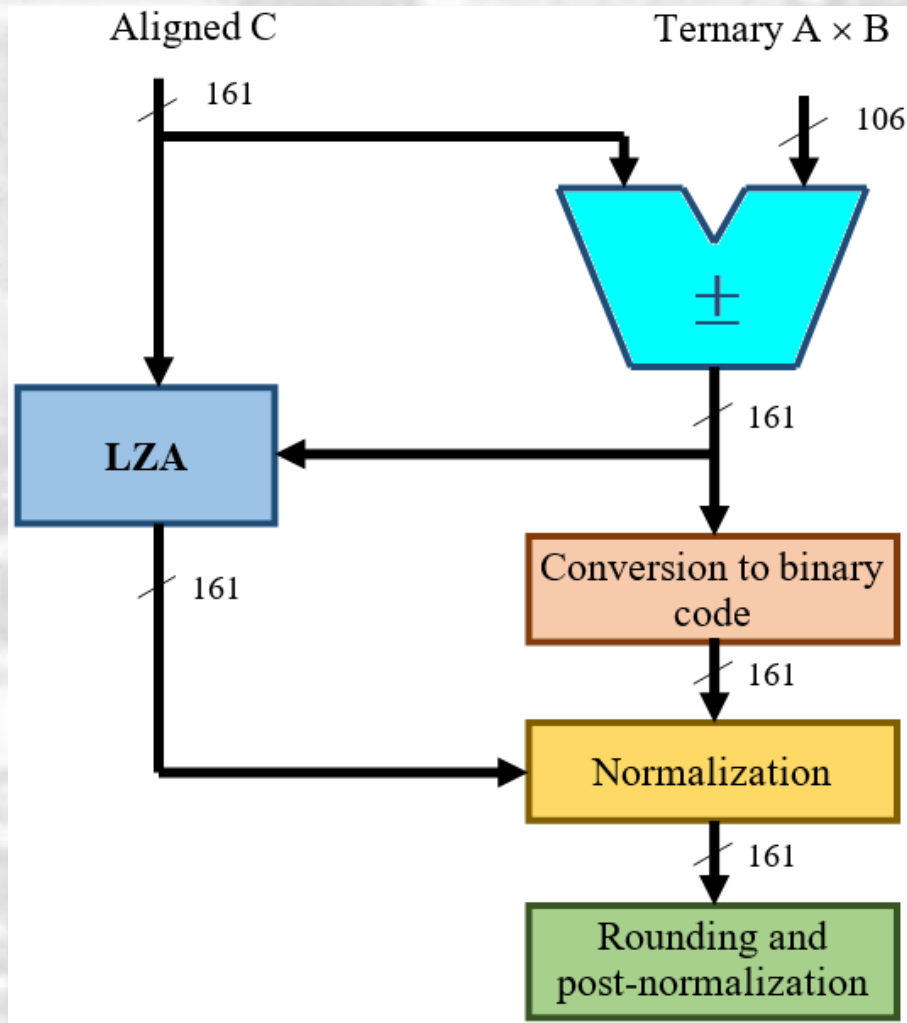 Aligned C
Ternary A × B
161
106
±
161
LZA
Conversion to binary
code
161
161
Normalization
161
Rounding and
post-normalization